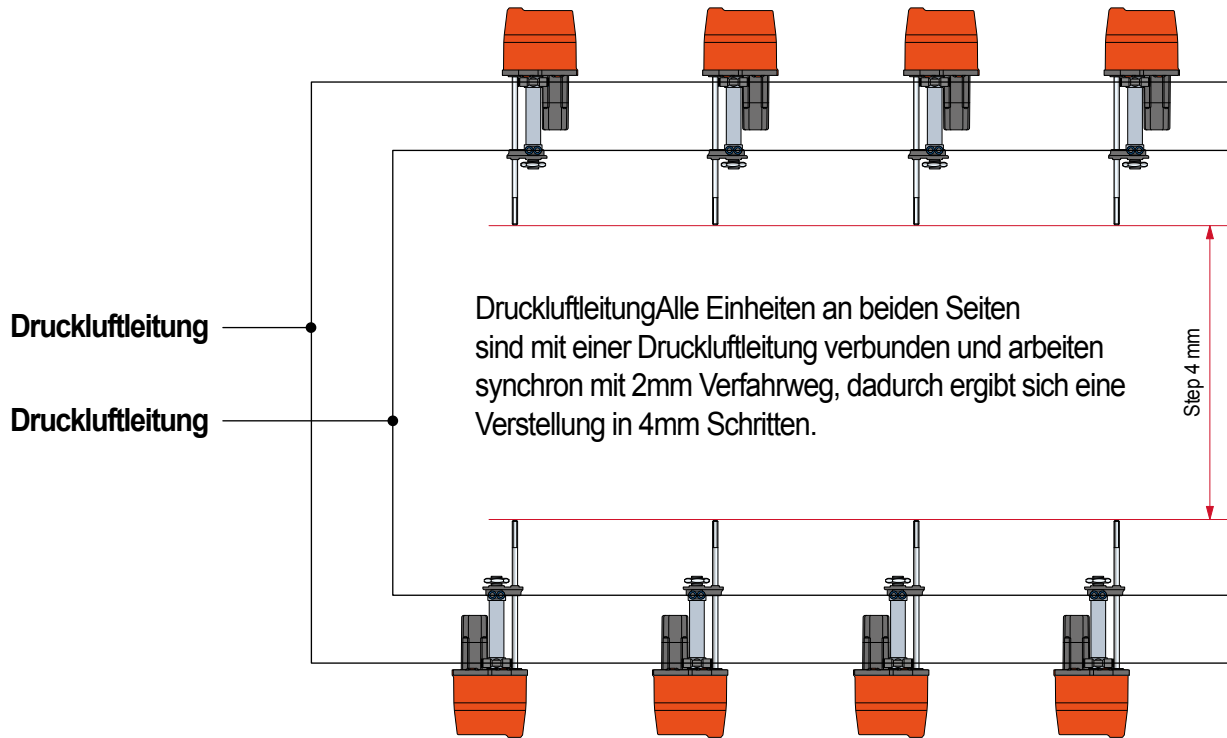 DruckluftleitungAlle Einheiten an beiden Seiten
sind mit einer Druckluftleitung verbunden und arbeiten
synchron mit 2mm Verfahrweg, dadurch ergibt sich eine
Verstellung in 4mm Schritten.
Druckluftleitung
Druckluftleitung
Step 4 mm